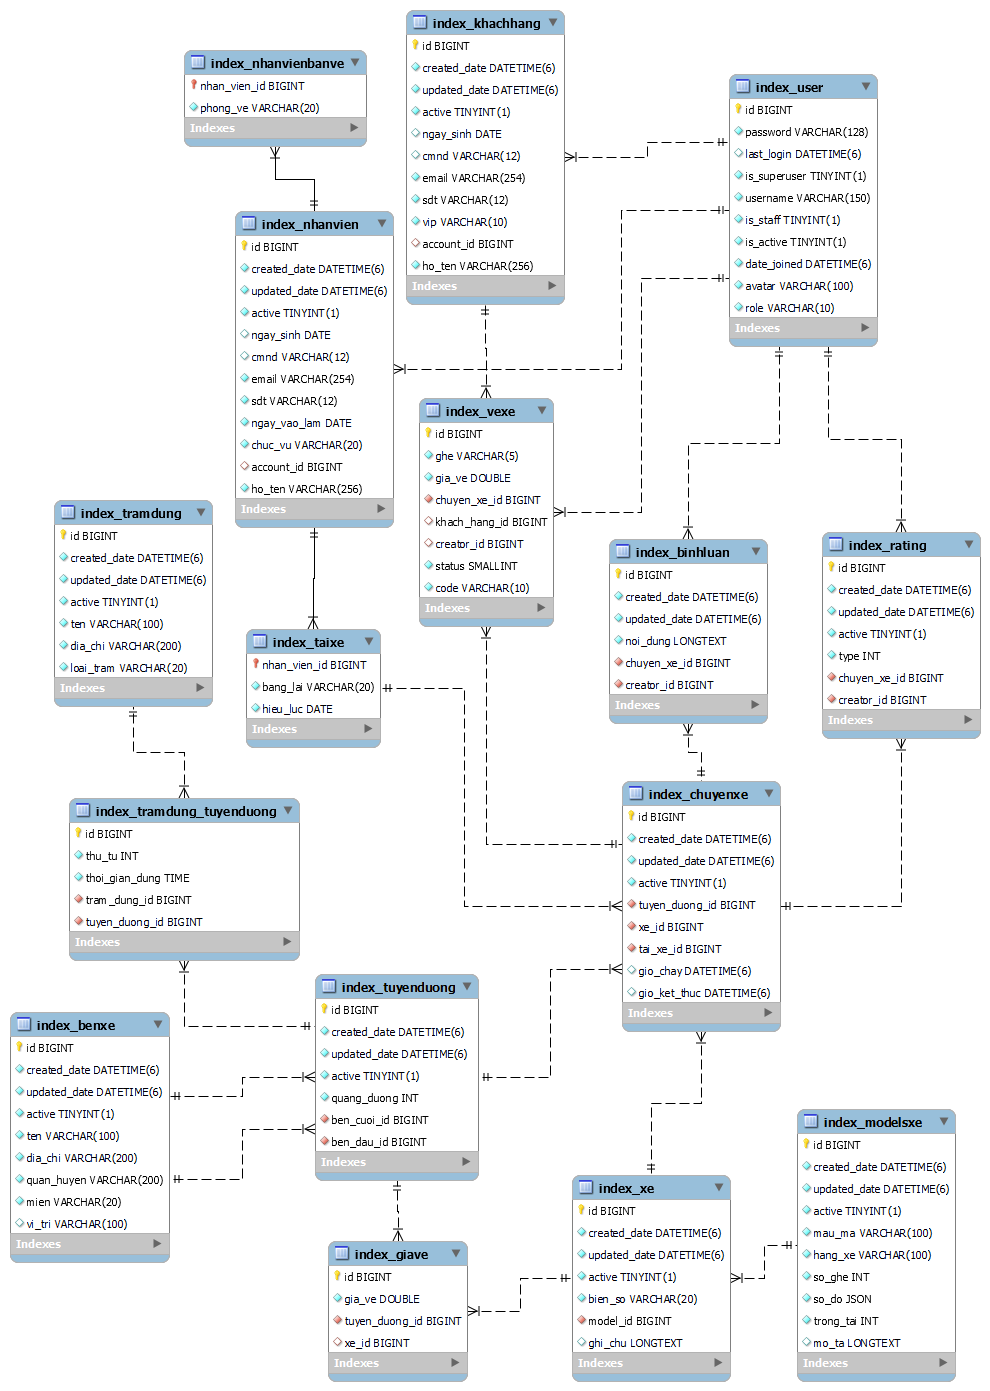 index_khachhang
id BIGINT
created_date DATETIME(6)
updated_date DATETIME(6)
active TINYINT(1)
ngay_sinh DATE
cmnd VARCHAR(12)
email VARCHAR(254)
sdt VARCHAR(12)
vip VARCHAR(10)
account_id BIGINT
ho_ten VARCHAR(256)
Indexes
index_nhanvienbanve
nhan_vien_id BIGINT
phong_ve VARCHAR(20)
Indexes
index_user
id BIGINT
password VARCHAR(128)
last_login DATETIME(6)
is_superuser TINYINT(1)
username VARCHAR(150)
is_staff TINYINT(1)
is_active TINYINT(1)
date_joined DATETIME(6)
avatar VARCHAR(100)
role VARCHAR(10)
Indexes
index_nhanvien
id BIGINT
created_date DATETIME(6)
updated_date DATETIME(6)
active TINYINT(1)
ngay_sinh DATE
cmnd VARCHAR(12)
email VARCHAR(254)
sdt VARCHAR(12)
ngay_vao_lam DATE
chuc_vu VARCHAR(20)
account_id BIGINT
ho_ten VARCHAR(256)
Indexes
index_vexe
id BIGINT
ghe VARCHAR(5)
gia_ve DOUBLE
chuyen_xe_id BIGINT
khach_hang_id BIGINT
creator_id BIGINT
status SMALLINT
code VARCHAR(10)
Indexes
index_tramdung
id BIGINT
created_date DATETIME(6)
updated_date DATETIME(6)
active TINYINT(1)
ten VARCHAR(100)
dia_chi VARCHAR(200)
loai_tram VARCHAR(20)
Indexes
index_binhluan
id BIGINT
created_date DATETIME(6)
updated_date DATETIME(6)
noi_dung LONGTEXT
chuyen_xe_id BIGINT
creator_id BIGINT
Indexes
index_rating
id BIGINT
created_date DATETIME(6)
updated_date DATETIME(6)
active TINYINT(1)
type INT
chuyen_xe_id BIGINT
creator_id BIGINT
Indexes
index_taixe
nhan_vien_id BIGINT
bang_lai VARCHAR(20)
hieu_luc DATE
Indexes
index_tramdung_tuyenduong
id BIGINT
thu_tu INT
thoi_gian_dung TIME
tram_dung_id BIGINT
tuyen_duong_id BIGINT
Indexes
index_chuyenxe
id BIGINT
created_date DATETIME(6)
updated_date DATETIME(6)
active TINYINT(1)
tuyen_duong_id BIGINT
xe_id BIGINT
tai_xe_id BIGINT
gio_chay DATETIME(6)
gio_ket_thuc DATETIME(6)
Indexes
index_tuyenduong
id BIGINT
created_date DATETIME(6)
updated_date DATETIME(6)
active TINYINT(1)
quang_duong INT
ben_cuoi_id BIGINT
ben_dau_id BIGINT
Indexes
index_benxe
id BIGINT
created_date DATETIME(6)
updated_date DATETIME(6)
active TINYINT(1)
ten VARCHAR(100)
dia_chi VARCHAR(200)
quan_huyen VARCHAR(200)
mien VARCHAR(20)
vi_tri VARCHAR(100)
Indexes
index_modelsxe
id BIGINT
created_date DATETIME(6)
updated_date DATETIME(6)
active TINYINT(1)
mau_ma VARCHAR(100)
hang_xe VARCHAR(100)
so_ghe INT
so_do JSON
trong_tai INT
mo_ta LONGTEXT
Indexes
index_xe
id BIGINT
created_date DATETIME(6)
updated_date DATETIME(6)
active TINYINT(1)
bien_so VARCHAR(20)
model_id BIGINT
ghi_chu LONGTEXT
Indexes
index_giave
id BIGINT
gia_ve DOUBLE
tuyen_duong_id BIGINT
xe_id BIGINT
Indexes